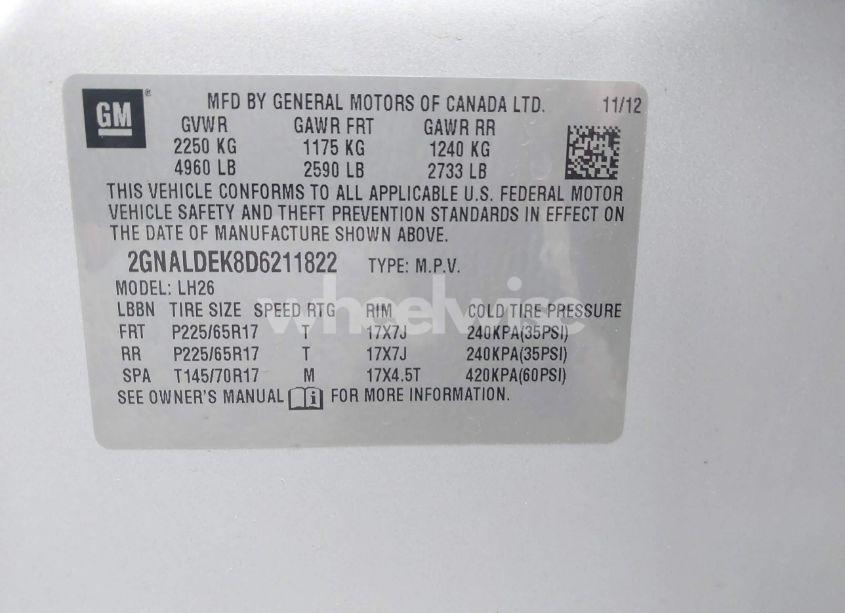 GM ® MFD BY GENERAL MOTORS OF CANADA LTD. 11/12
GVWR GAWR FRT GAWR RR
2250 KG 1175 KG 1240 KG
4960 LB 2590 LB 2733 LB
THIS VEHICLE CONFORMS TO ALL APPLICABLE U.S. FEDERAL MOTOR
VEHICLE SAFETY AND THEFT PREVENTION STANDARDS IN EFFECT ON
THE DATE OF MANUFACTURE SHOWN ABOVE.
2GNALDEK8D6211822 TYPE: M.P.V.
MODEL: LH26
LBBN TIRE SIZE SPEED RTG RIM COLD TIRE PRESSURE
wheelwise
FRT P225/65R17 T 17X7J 240KPA(35PSI)
RR P225/65R17 T 17X7J 240KPA(35PSI)
SPA T145/70R17 M 17X4.5T 420KPA(60PSI)
SEE OWNER'S MANUAL i FOR MORE INFORMATION.